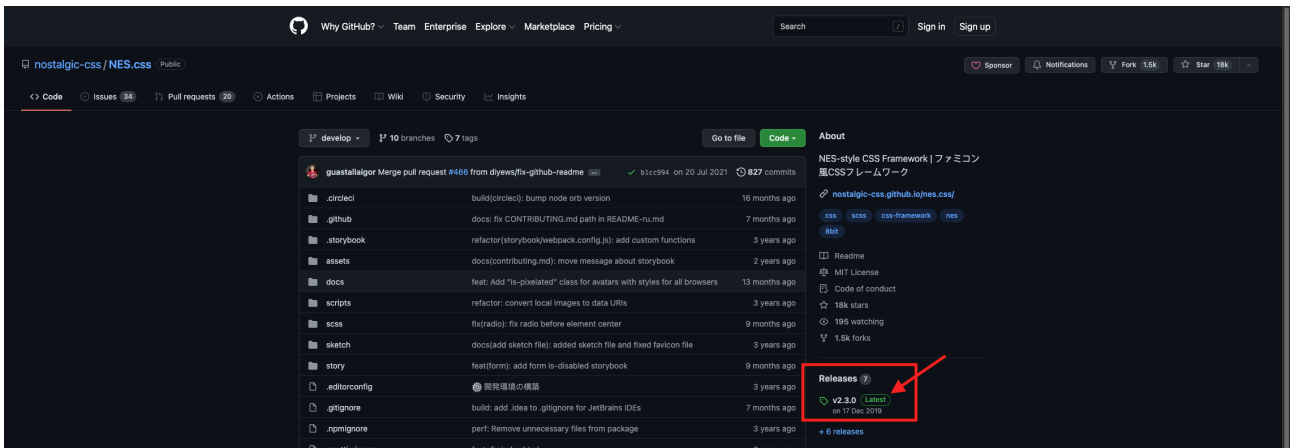 Why GitHub? Team Enterprise Explore Marketplace Pricing Search / Sign in Sign up
nostalgic-css / NES.css Public Sponsor Notifications Fork 1.5k Star 18k
<> Code Issues 34 Pull requests 20 Actions Projects Wiki Security Insights
develop 10 branches 7 tags Go to file Code
guastallaigor Merge pull request #466 from diyews/fix-github-readme ... b1cc994 on 20 Jul 2021 827 commits
.circleci build(circleci): bump node orb version 16 months ago
.github docs: fix CONTRIBUTING.md path in README-ru.md 7 months ago
.storybook refactor(storybook/webpack.config.js): add custom functions 3 years ago
assets docs(contributing.md): move message about storybook 2 years ago
docs feat: Add "is-pixelated" class for avatars with styles for all browsers 13 months ago
scripts refactor: convert local images to data URIs 3 years ago
scss fix(radio): fix radio before element center 9 months ago
sketch docs(add sketch file): added sketch file and fixed favicon file 3 years ago
story feat(form): add form is-disabled storybook 9 months ago
.editorconfig 開発環境の構築 3 years ago
.gitignore build: add .idea to .gitignore for JetBrains IDEs 7 months ago
.npmignore perf: Remove unnecessary files from package 3 years ago
About
NES-style CSS Framework | ファミコン
風CSSフレームワーク
nostalgic-css.github.io/nes.css/
css scss css-framework nes
8bit
Readme
MIT License
Code of conduct
18k stars
195 watching
1.5k forks
Releases 7
v2.3.0 Latest
on 17 Dec 2019
+ 6 releases